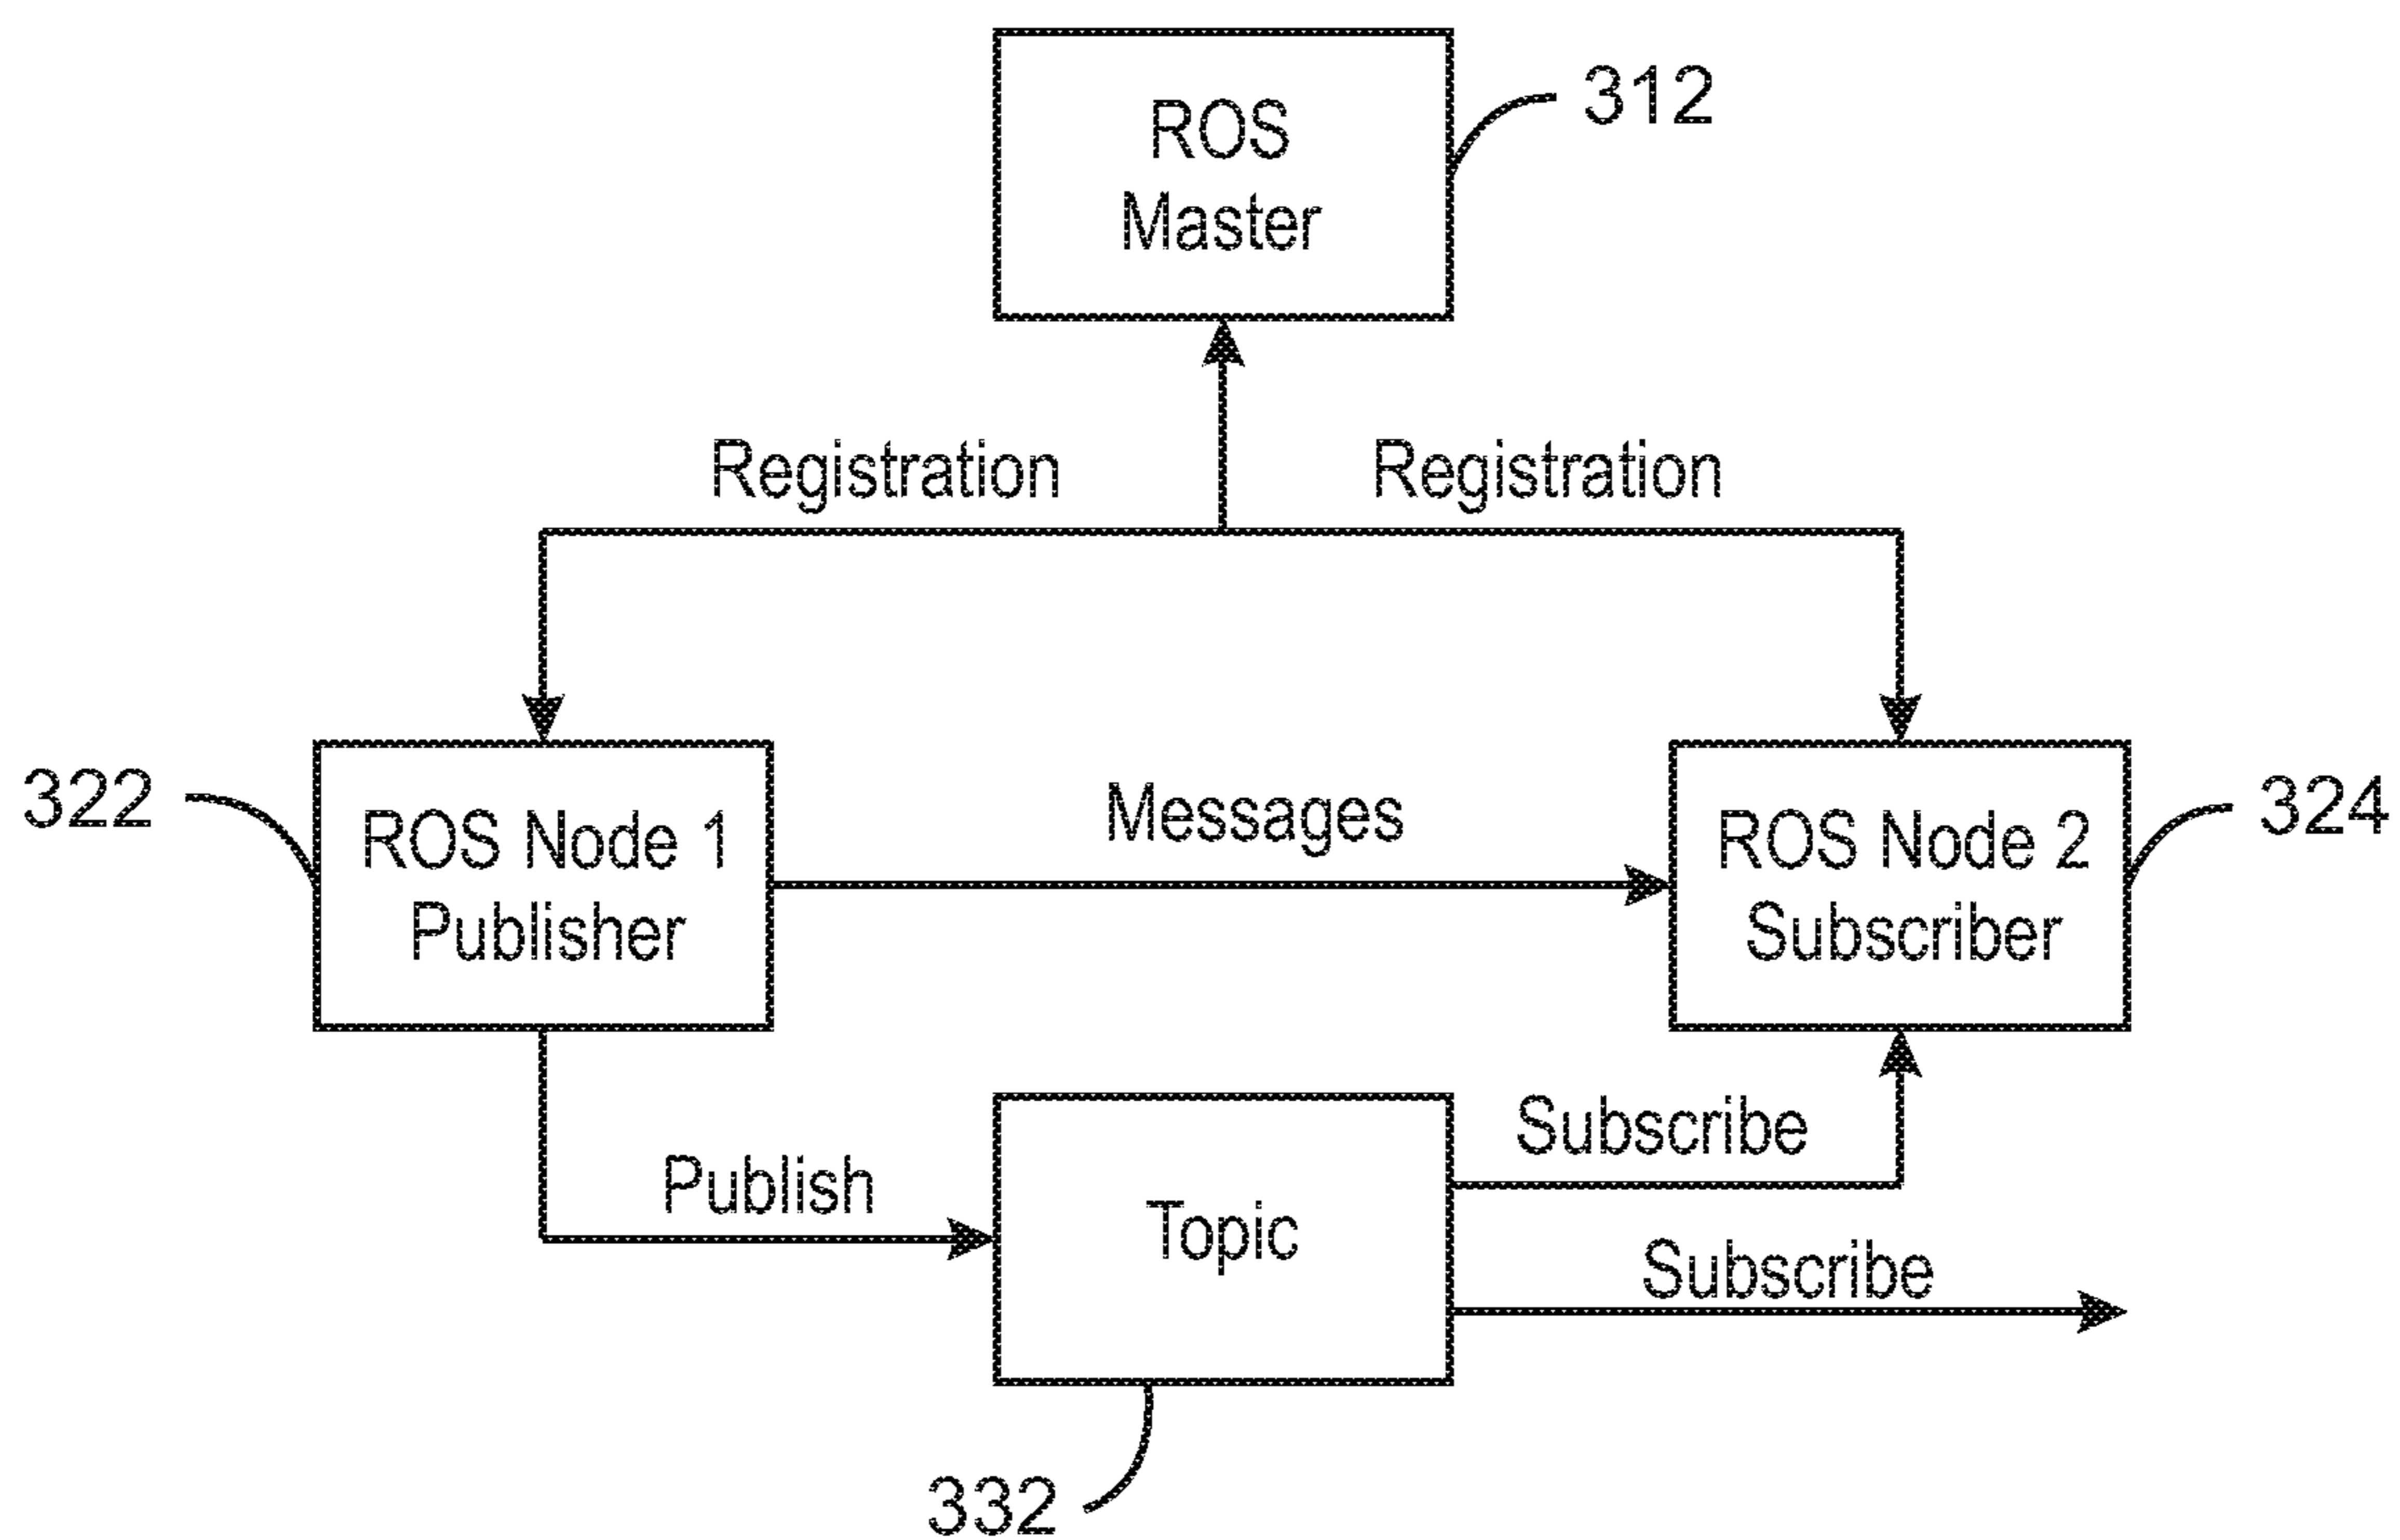 ROS
Master
312
Registration
Registration
322
ROS Node 1
Publisher
Messages
ROS Node 2
Subscriber
324
Publish
Topic
Subscribe
Subscribe
332